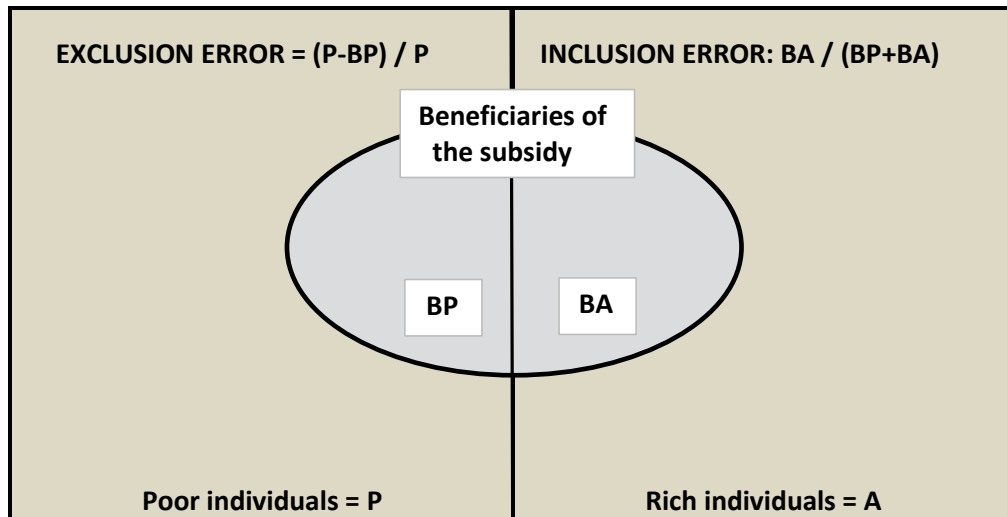 EXCLUSION ERROR = (P-BP) / P
INCLUSION ERROR: BA / (BP+BA)
Beneficiaries of
the subsidy
BP
BA
Poor individuals = P
Rich individuals = A